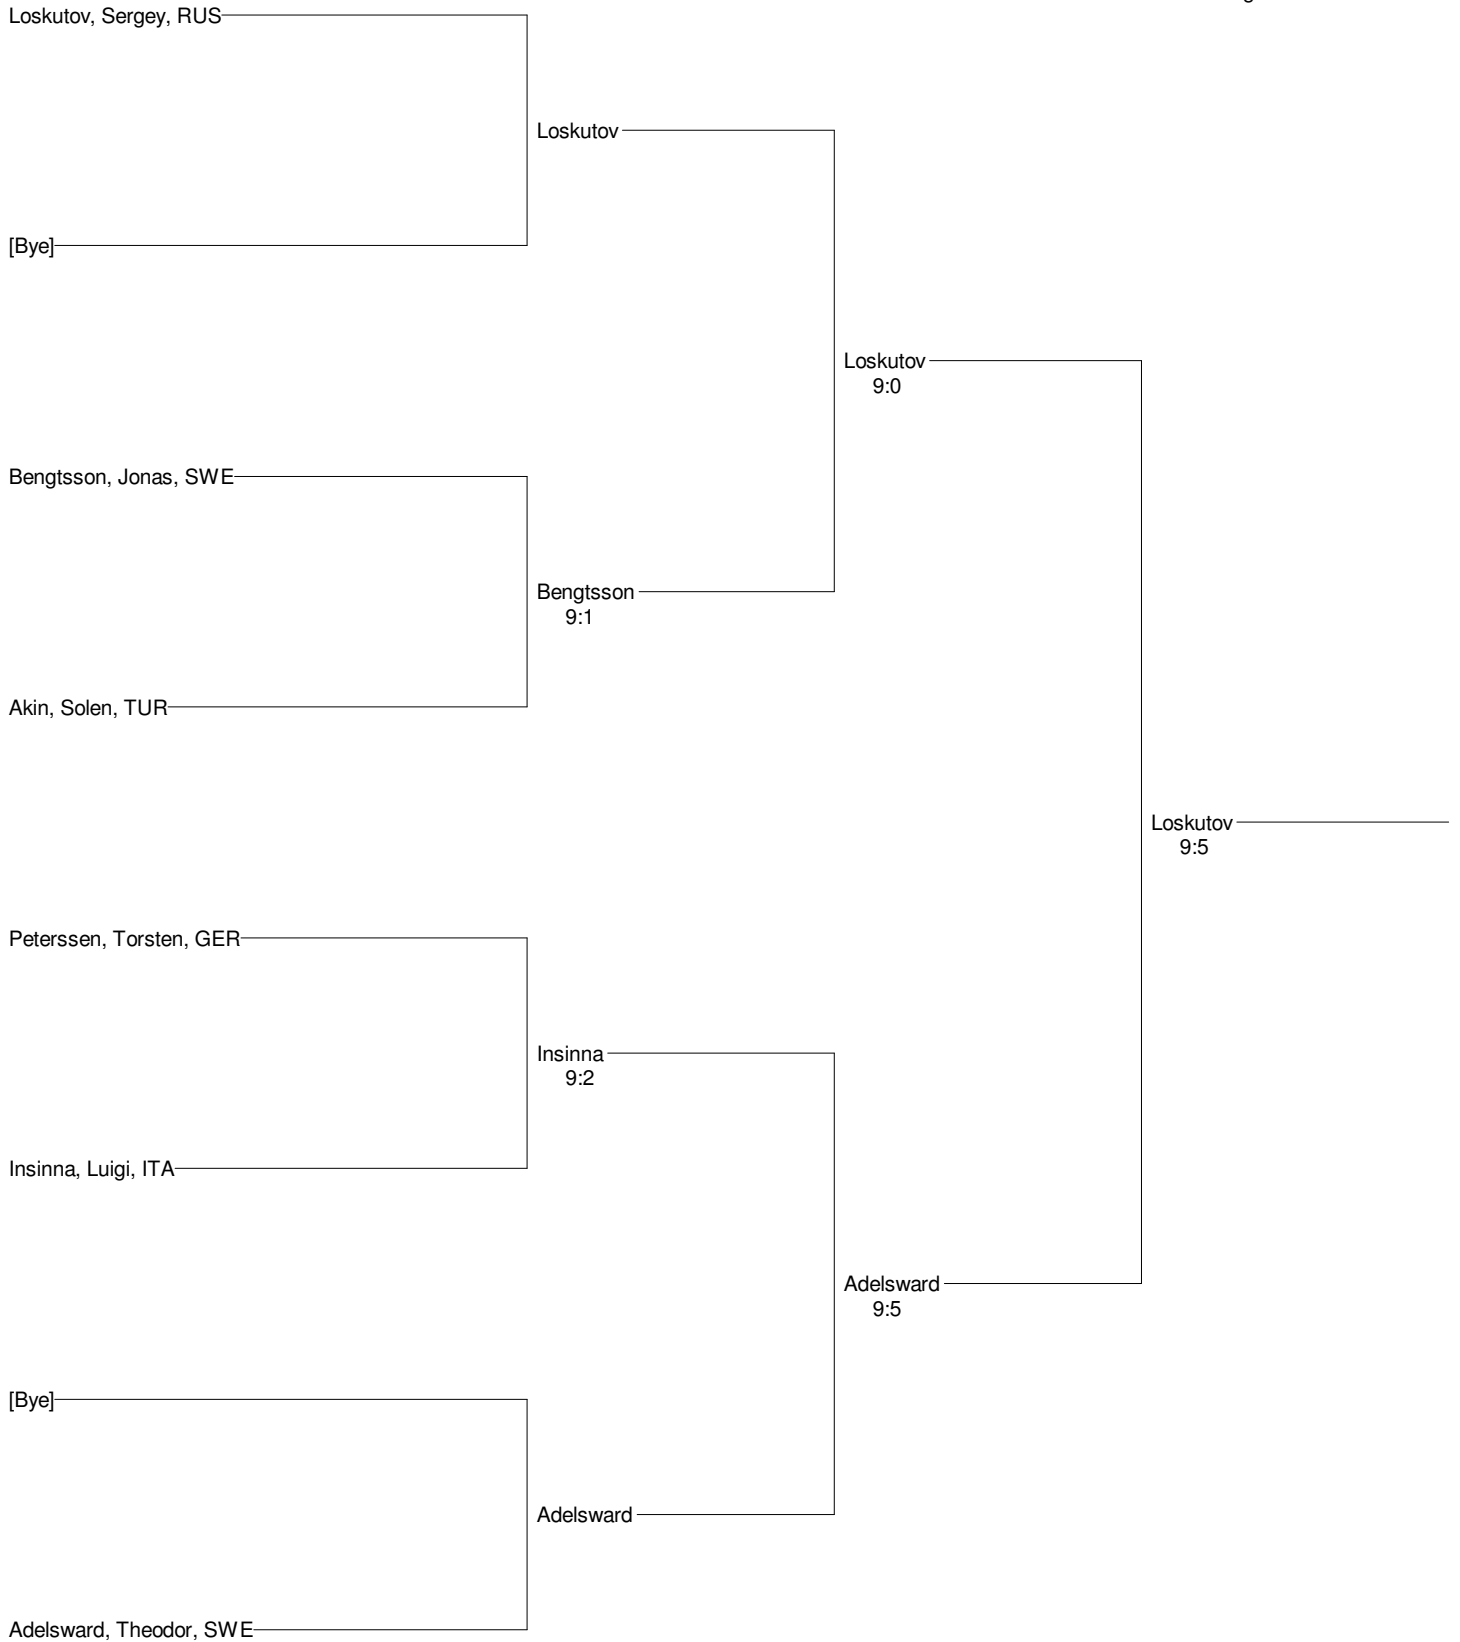 Loskutov, Sergey, RUS
Loskutov
[Bye]
Loskutov
9:0
Bengtsson, Jonas, SWE
Bengtsson
9:1
Akin, Solen, TUR
Loskutov
9:5
Peterssen, Torsten, GER
Insinna
9:2
Insinna, Luigi, ITA
Adelsward
9:5
[Bye]
Adelsward
Adelsward, Theodor, SWE